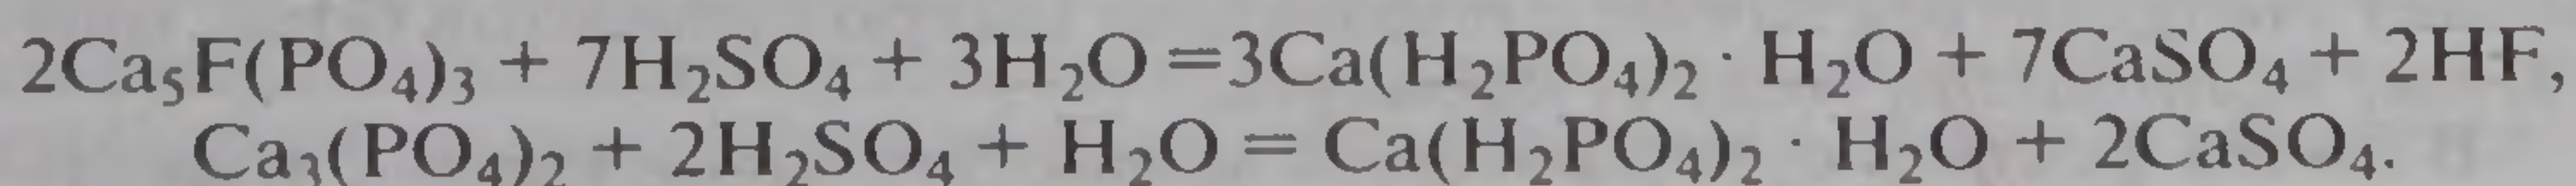 2Ca₅F(PO₄)₃ + 7H₂SO₄ + 3H₂O =3Ca(H₂PO₄)₂ · H₂O + 7CaSO₄ + 2HF,
Ca₃(PO₄)₂ + 2H₂SO₄ + H₂O = Ca(H₂PO₄)₂ · H₂O + 2CaSO₄.